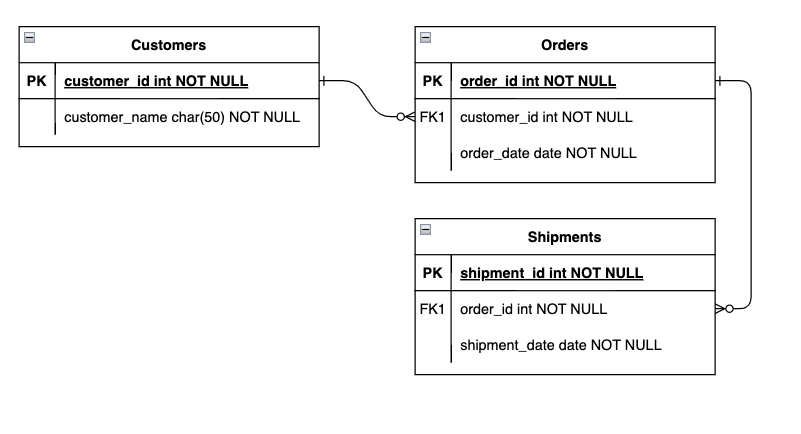 Customers
PK customer_id int NOT NULL
customer_name char(50) NOT NULL
Orders
PK order_id int NOT NULL
FK1 customer_id int NOT NULL
order_date date NOT NULL
Shipments
PK shipment_id int NOT NULL
FK1 order_id int NOT NULL
shipment_date date NOT NULL